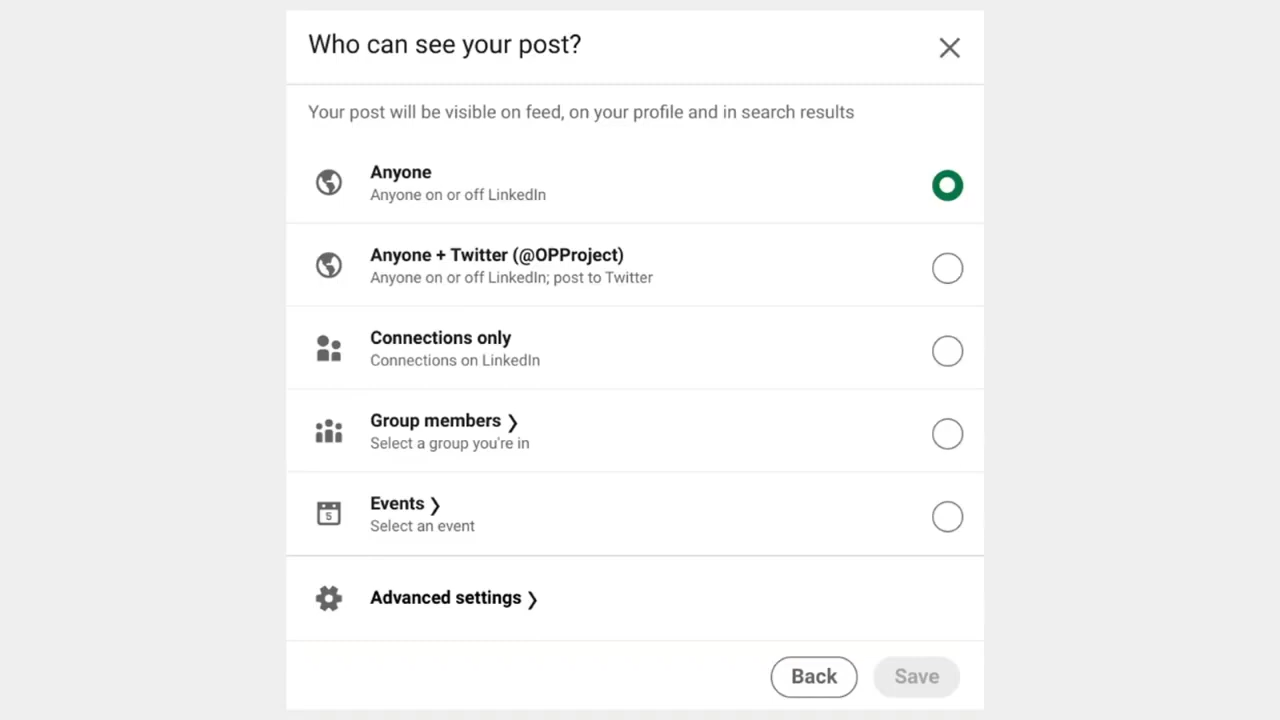 Who can see your post?
Your post will be visible on feed, on your profile and in search results
Anyone
Anyone on or off LinkedIn
Anyone + Twitter (@OPProject)
Anyone on or off LinkedIn; post to Twitter
Connections only
Connections on LinkedIn
Group members ❯
Select a group you're in
5
Events ❯
Select an event
Advanced settings ❯
Back Save